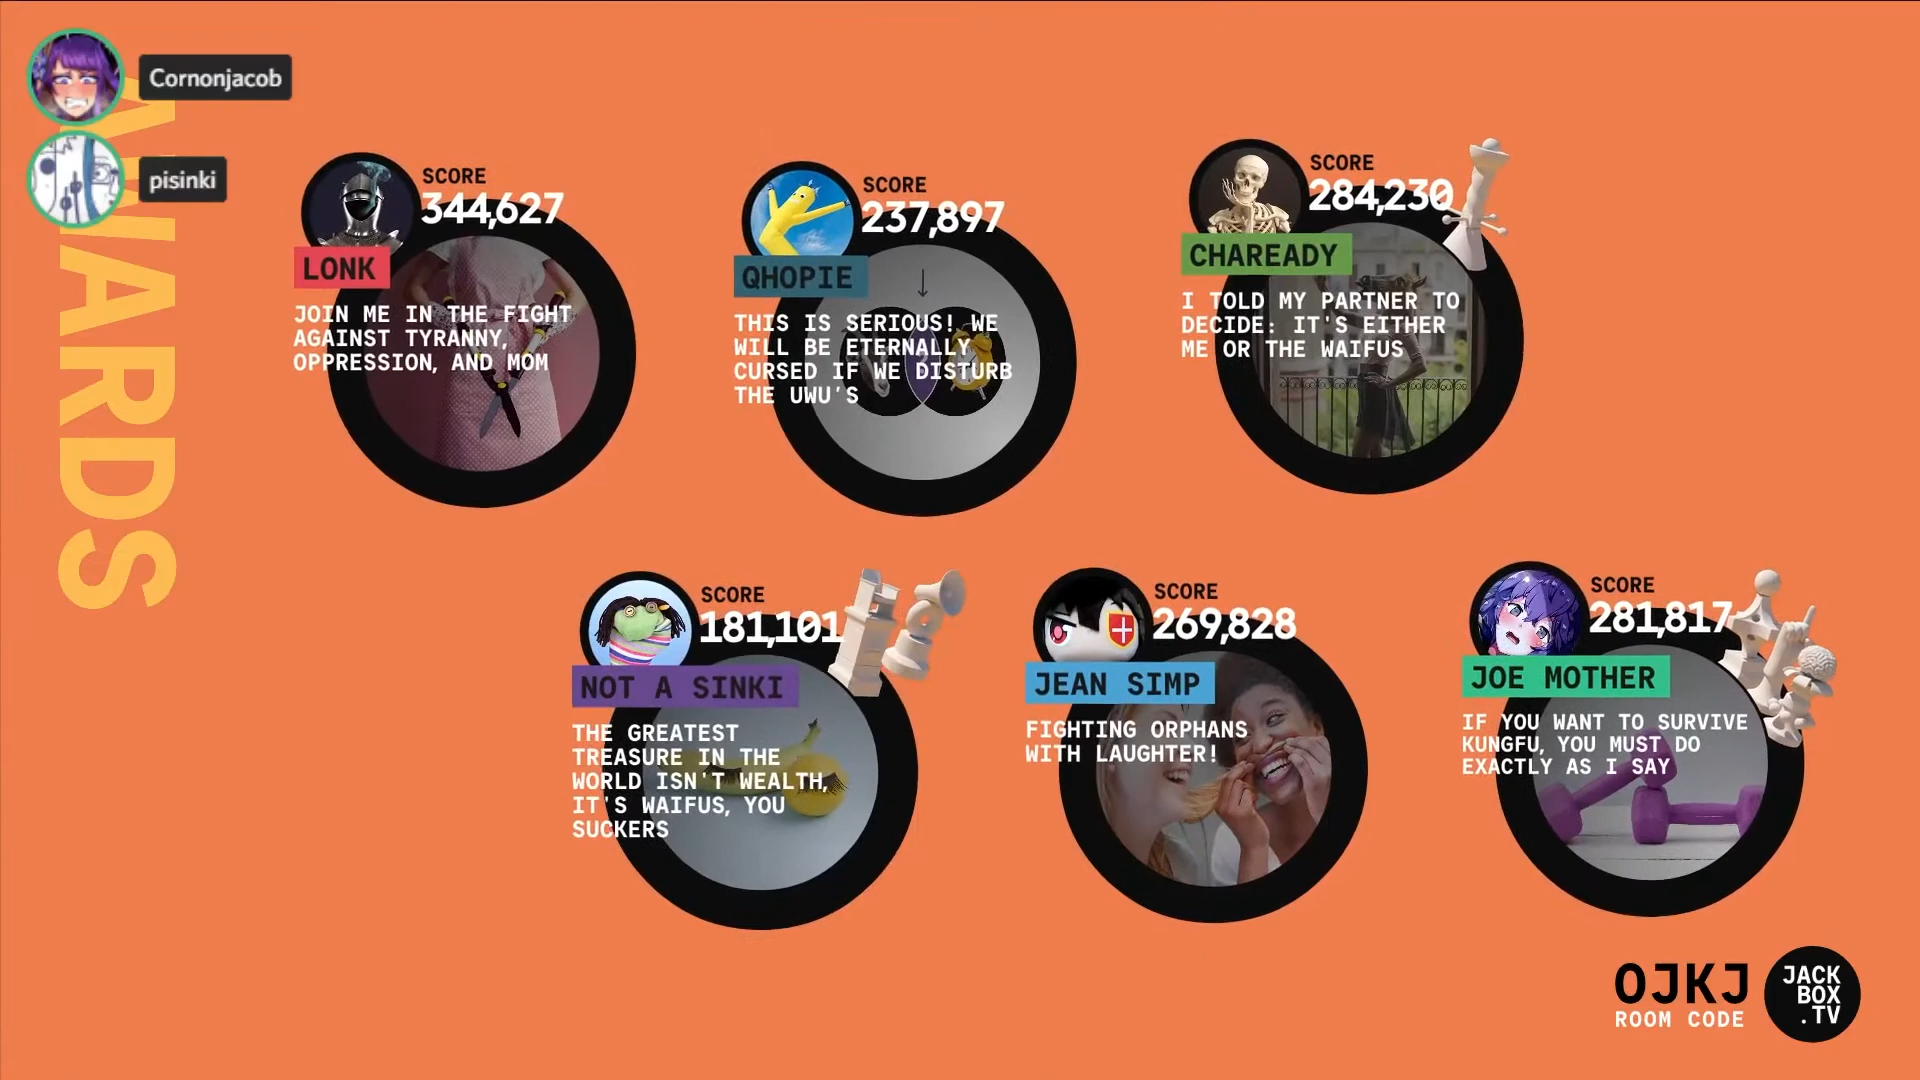 Cornonjacob
pisinki
AWARDS
SCORE
344,627
LONK
JOIN ME IN THE FIGHT
AGAINST TYRANNY,
OPPRESSION, AND MOM
SCORE
237,897
QHOPIE
THIS IS SERIOUS! WE
WILL BE ETERNALLY
CURSED IF WE DISTURB
THE UWU'S
SCORE
284,230
CHAREADY
I TOLD MY PARTNER TO
DECIDE: IT'S EITHER
ME OR THE WAIFUS
SCORE
181,101
NOT A SINKI
THE GREATEST
TREASURE IN THE
WORLD ISN'T WEALTH,
IT'S WAIFUS, YOU
SUCKERS
SCORE
269,828
JEAN SIMP
FIGHTING ORPHANS
WITH LAUGHTER!
SCORE
281,817
JOE MOTHER
IF YOU WANT TO SURVIVE
KUNGFU, YOU MUST DO
EXACTLY AS I SAY
OJKJ
ROOM CODE
JACK
BOX
.TV